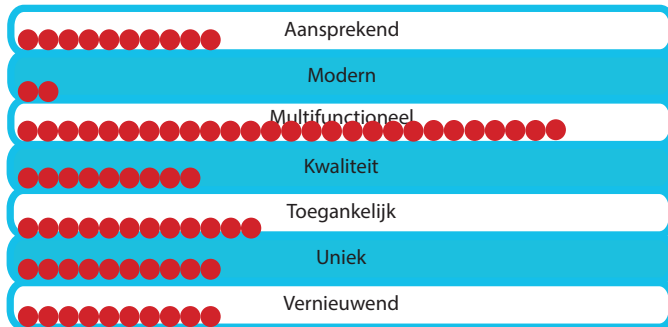 Aansprekend
Modern
Multifunctioneel
Kwaliteit
Toegankelijk
Uniek
Vernieuwend